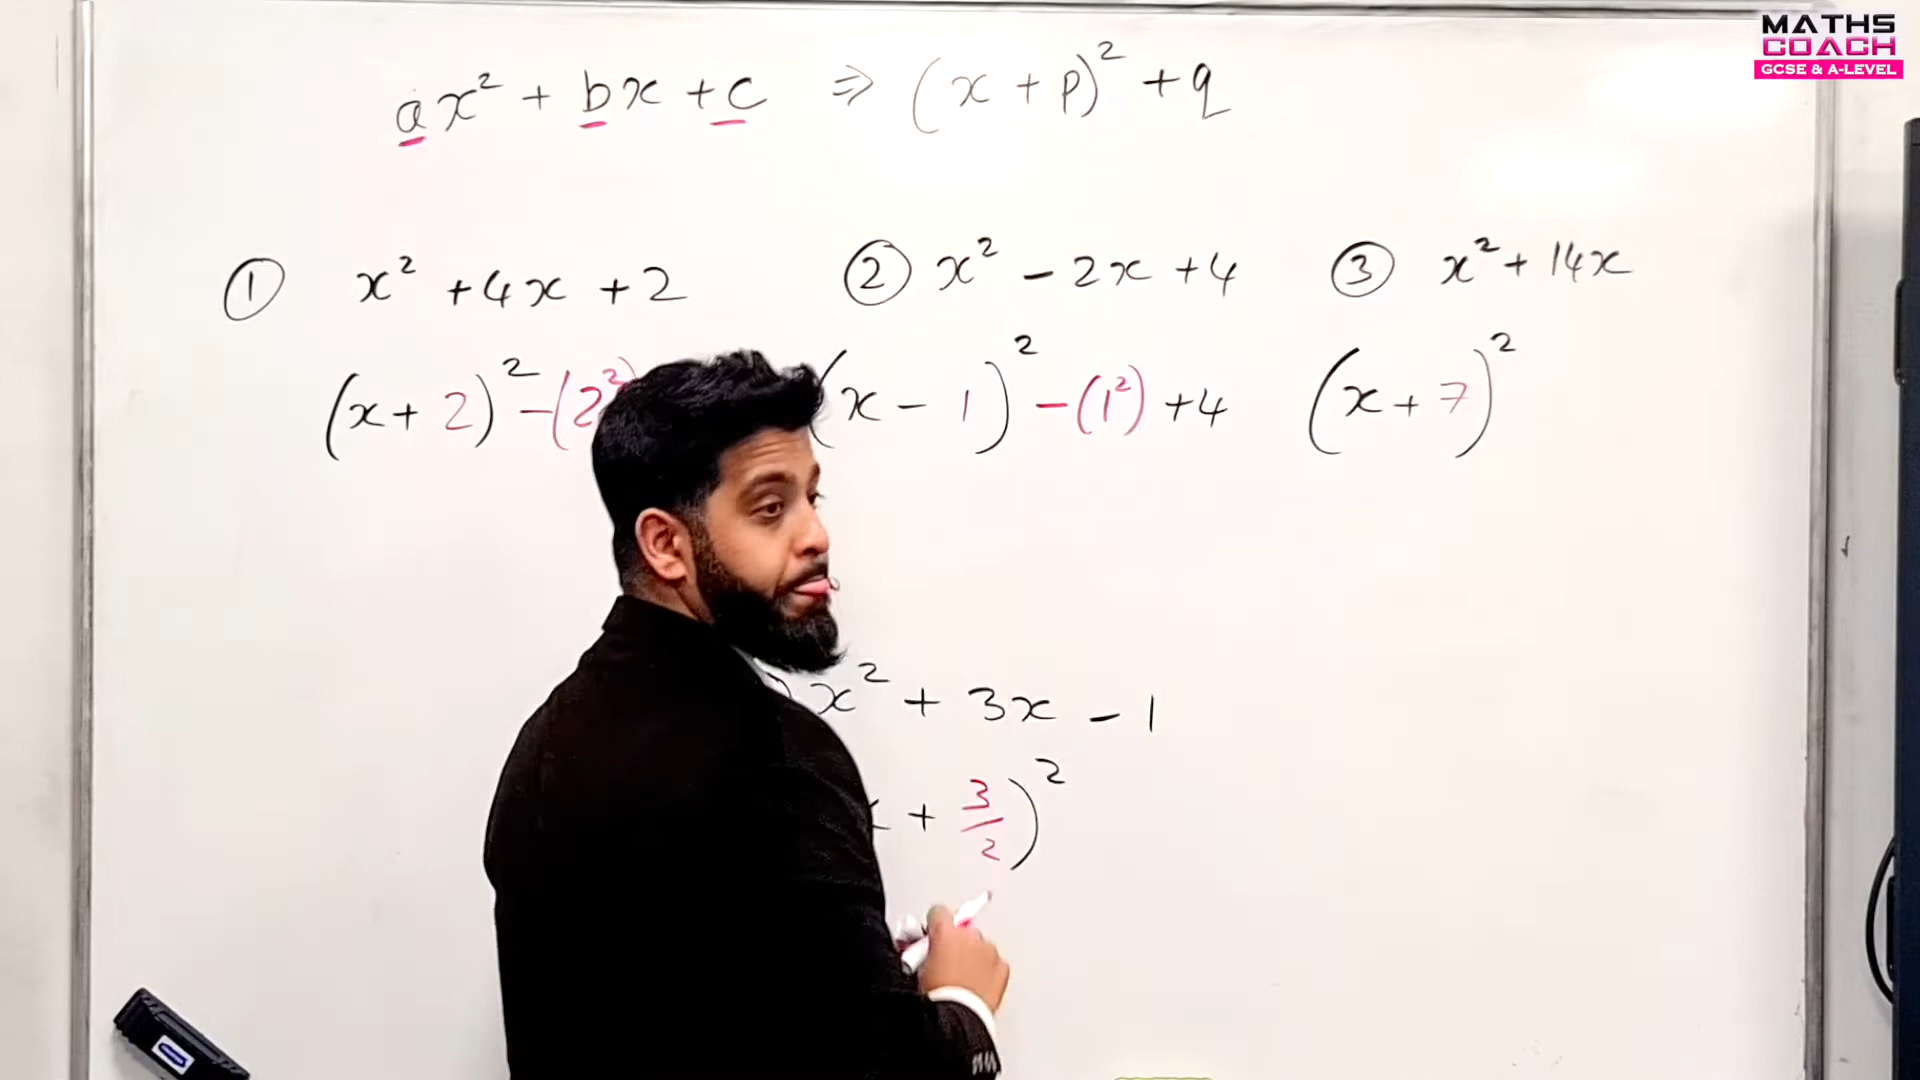 MATHS
COACH
GCSE & A-LEVEL
ax² + bx + c ⇒ (x + p)² + q
① x² + 4x + 2
② x² - 2x + 4
③ x² + 14x
(x + 2)² - (2²)
(x - 1)² - (1²) + 4
(x + 7)²
x² + 3x - 1
+ 3/2)²